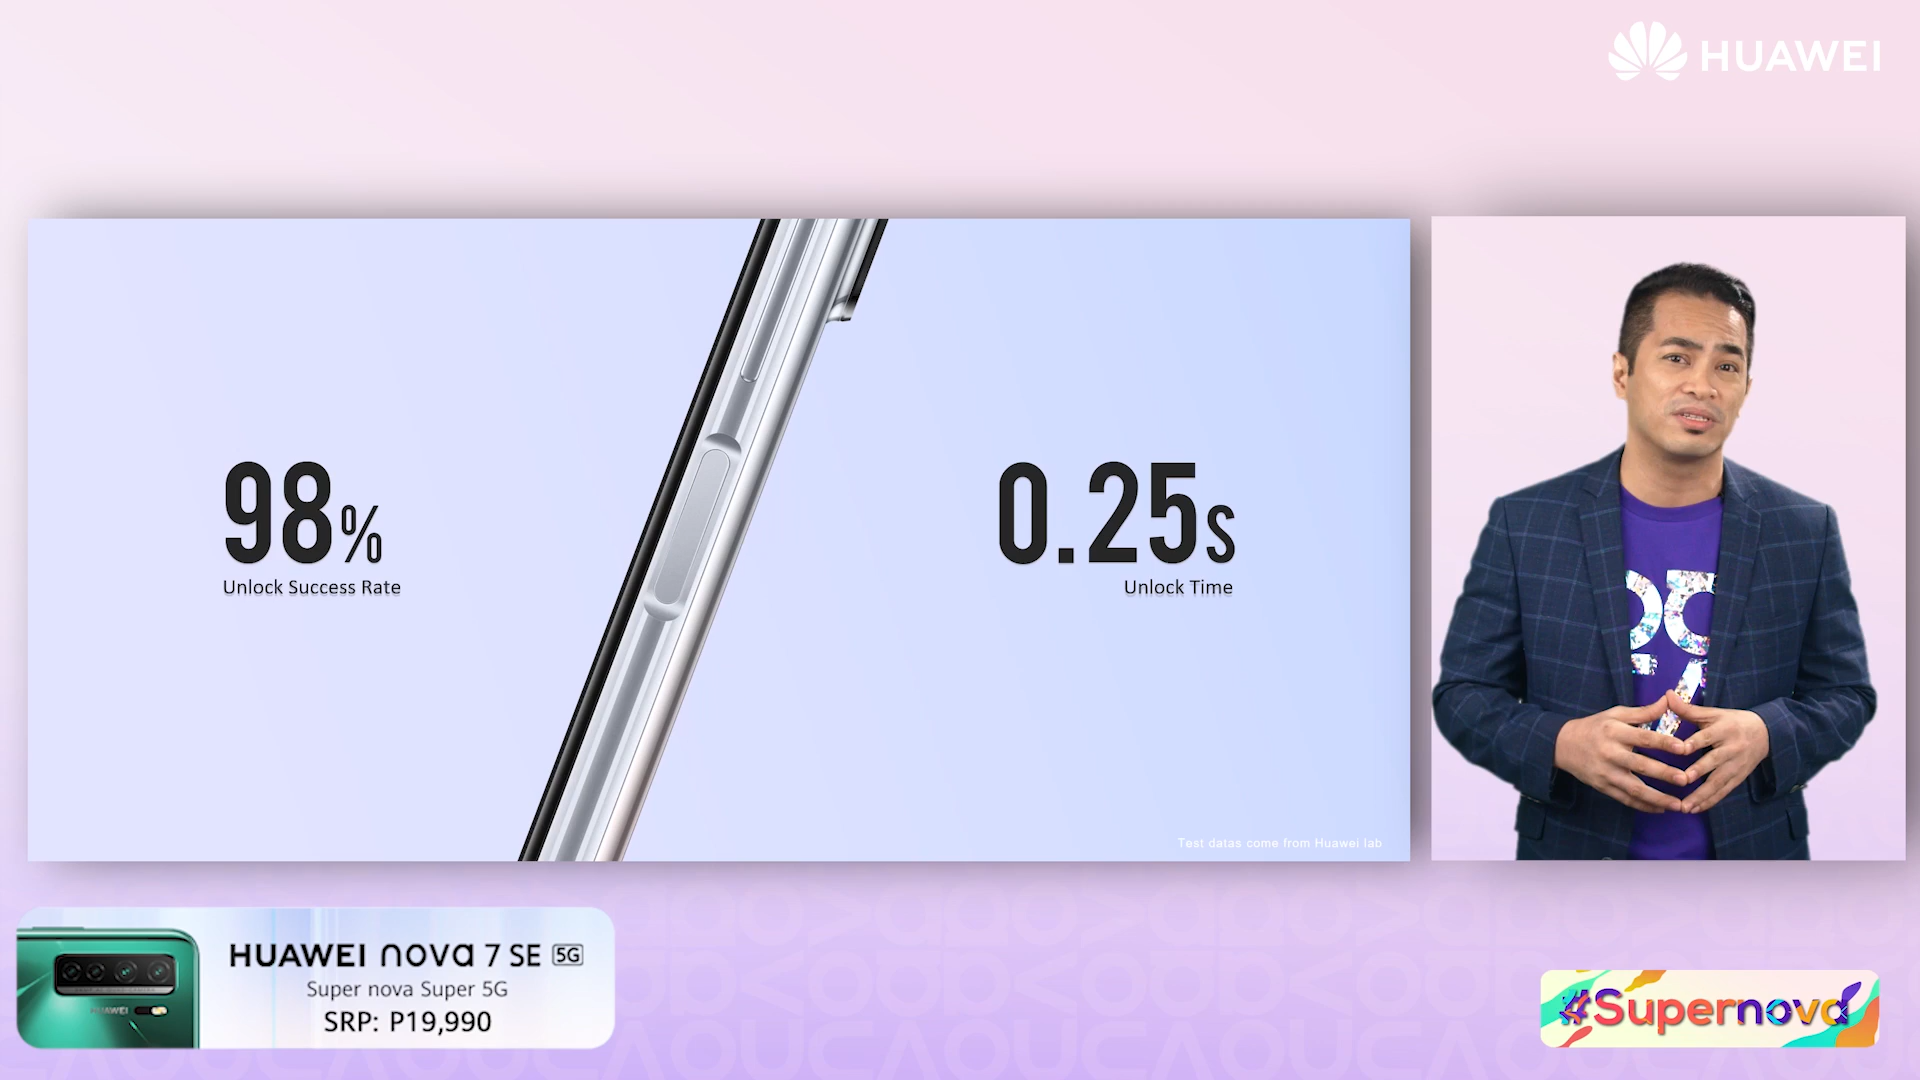 HUAWEI
98%
Unlock Success Rate
0.25s
Unlock Time
Test datas come from Huawei lab
HUAWEI nova 7 SE 5G
Super nova Super 5G
SRP: P19,990
HUAWEI
#Supernova